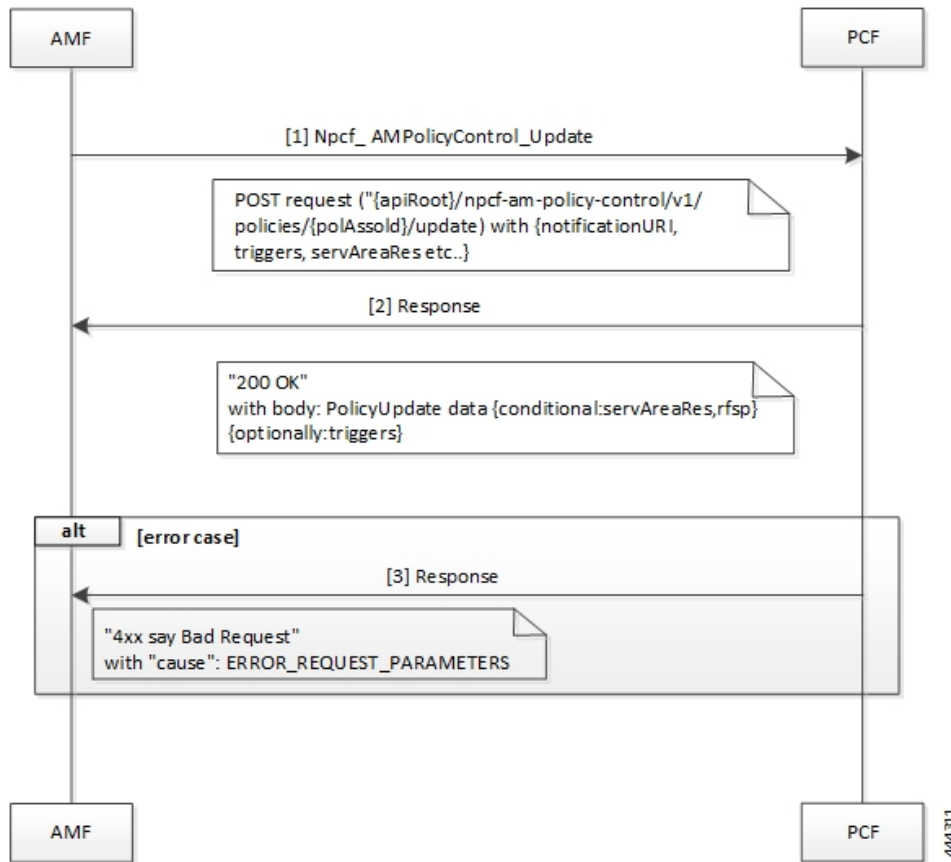 AMF
PCF
[1] Npcf_ AMPolicyControl_Update
POST request ("{apiRoot}/npcf-am-policy-control/v1/
policies/{polAssoId}/update) with {notificationURI,
triggers, servAreaRes etc..}
[2] Response
"200 OK"
with body: PolicyUpdate data {conditional:servAreaRes,rfsp}
{optionally:triggers}
alt
[error case]
[3] Response
"4xx say Bad Request"
with "cause": ERROR_REQUEST_PARAMETERS
AMF
PCF
444311